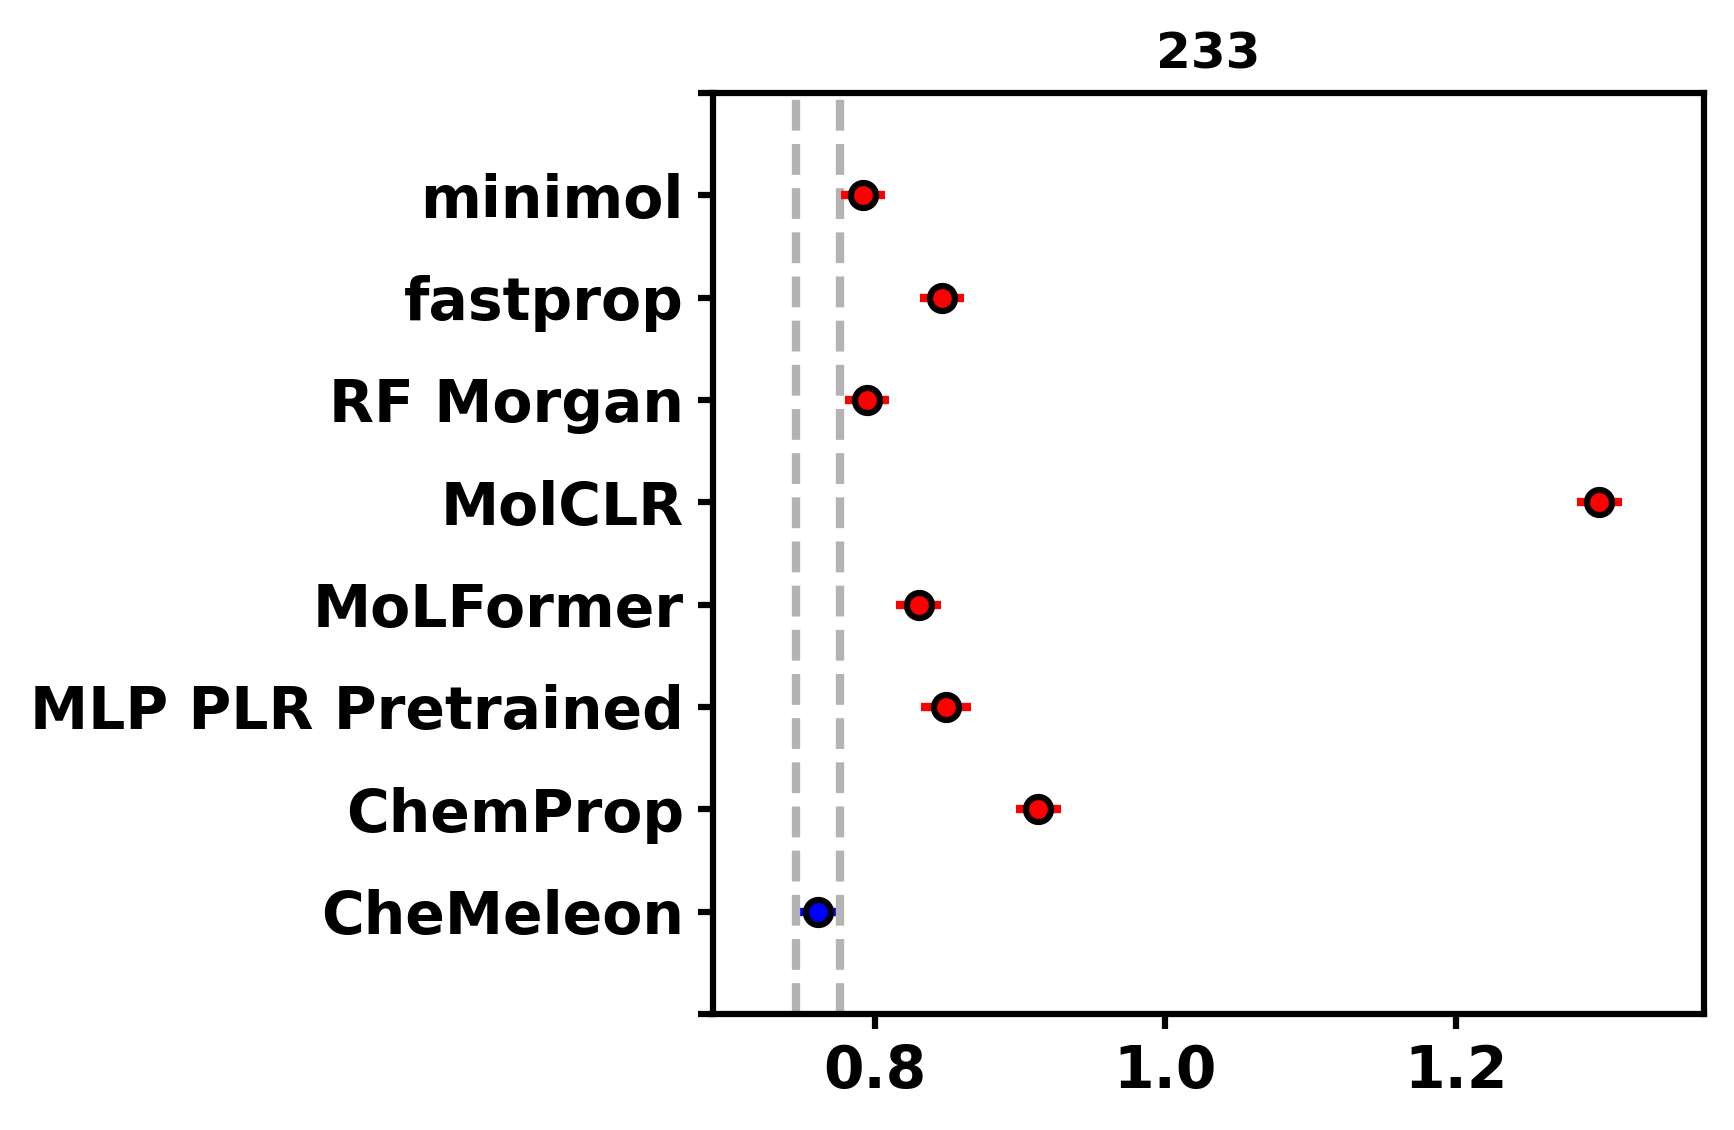 233
minimol
fastprop
RF Morgan
MolCLR
MoLFormer
MLP PLR Pretrained
ChemProp
CheMeleon
0.8 1.0 1.2